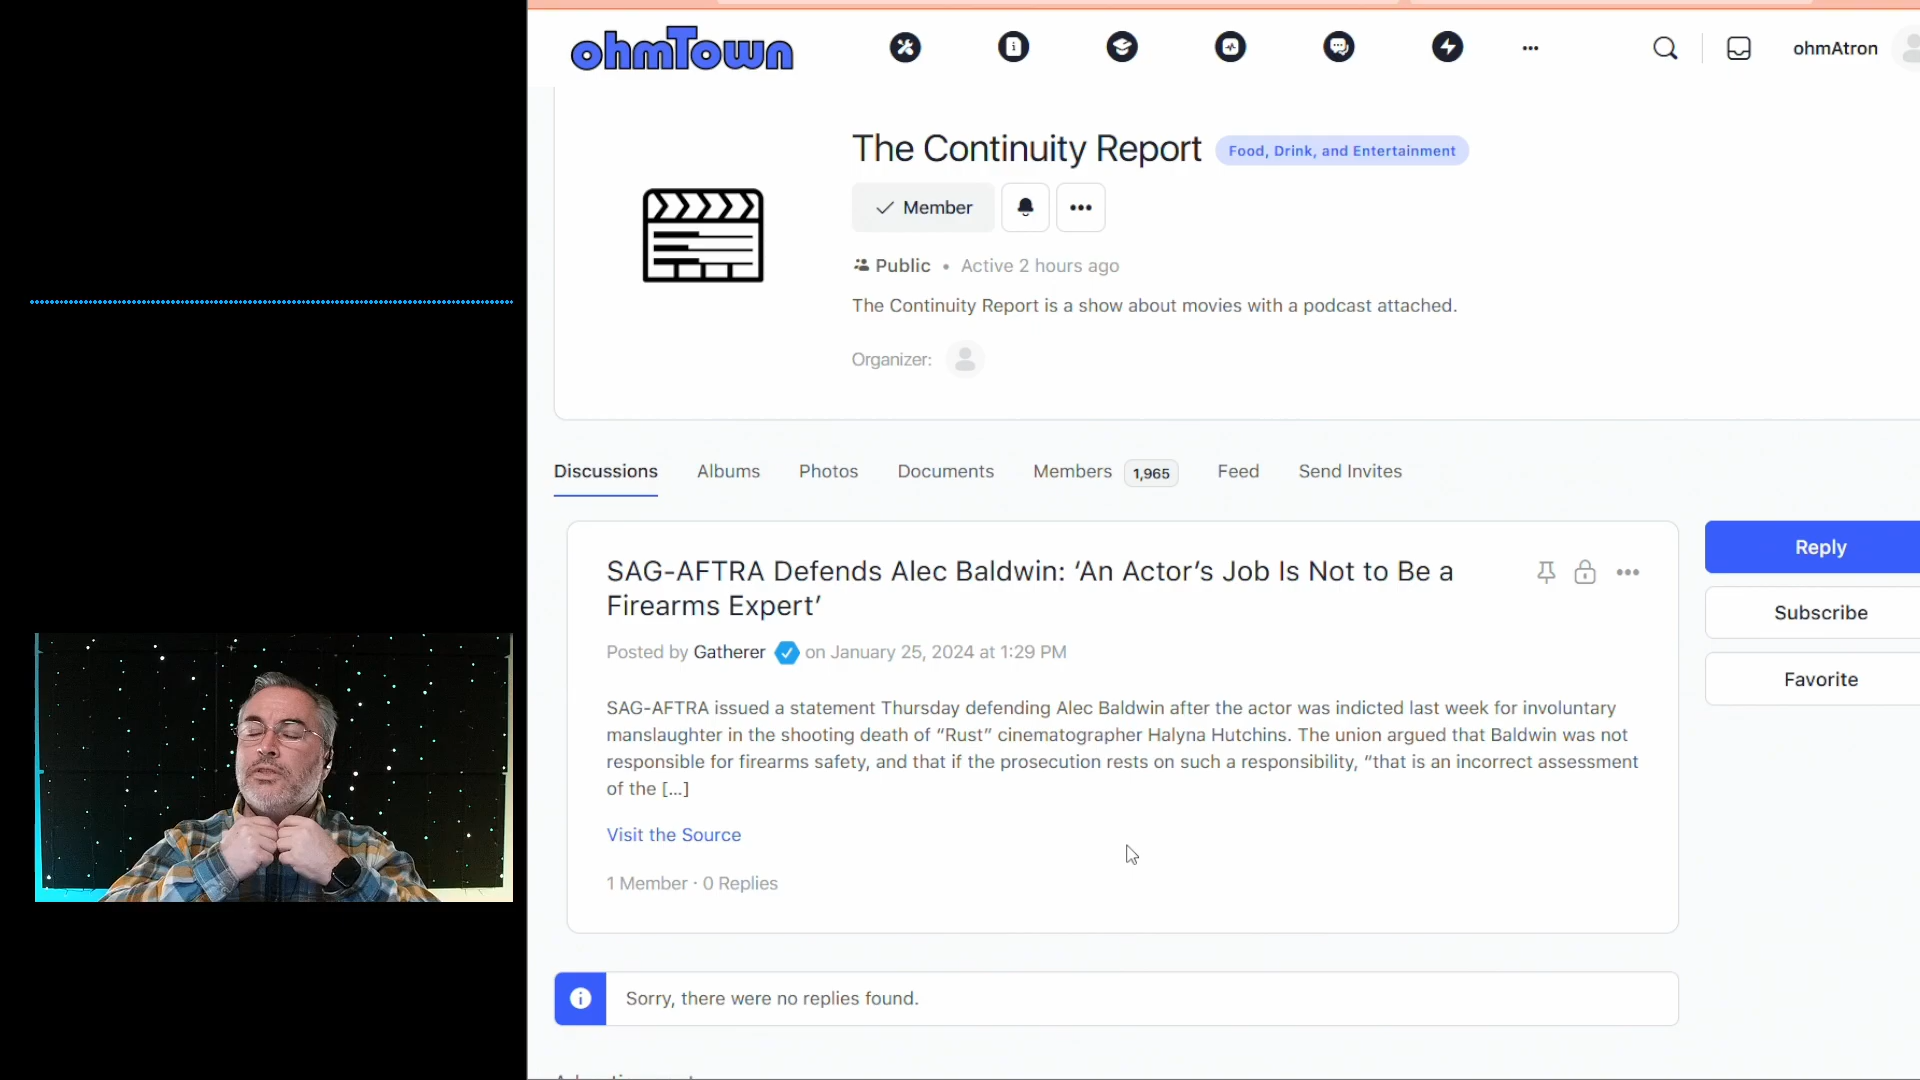 ohmTown
ohmAtron
The Continuity Report
Food, Drink, and Entertainment
Member
Public • Active 2 hours ago
The Continuity Report is a show about movies with a podcast attached.
Organizer:
Discussions Albums Photos Documents Members 1,965 Feed Send Invites
SAG-AFTRA Defends Alec Baldwin: ‘An Actor’s Job Is Not to Be a
Firearms Expert’
Posted by Gatherer on January 25, 2024 at 1:29 PM
SAG-AFTRA issued a statement Thursday defending Alec Baldwin after the actor was indicted last week for involuntary
manslaughter in the shooting death of “Rust” cinematographer Halyna Hutchins. The union argued that Baldwin was not
responsible for firearms safety, and that if the prosecution rests on such a responsibility, “that is an incorrect assessment
of the [...]
Visit the Source
1 Member · 0 Replies
Reply
Subscribe
Favorite
Sorry, there were no replies found.